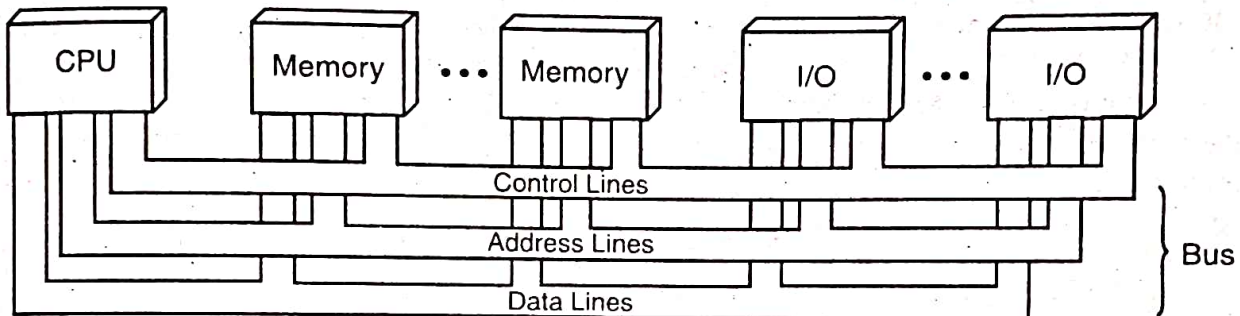 CPU
Memory
•••
Memory
I/O
•••
I/O
Control Lines
Address Lines
Data Lines
Bus